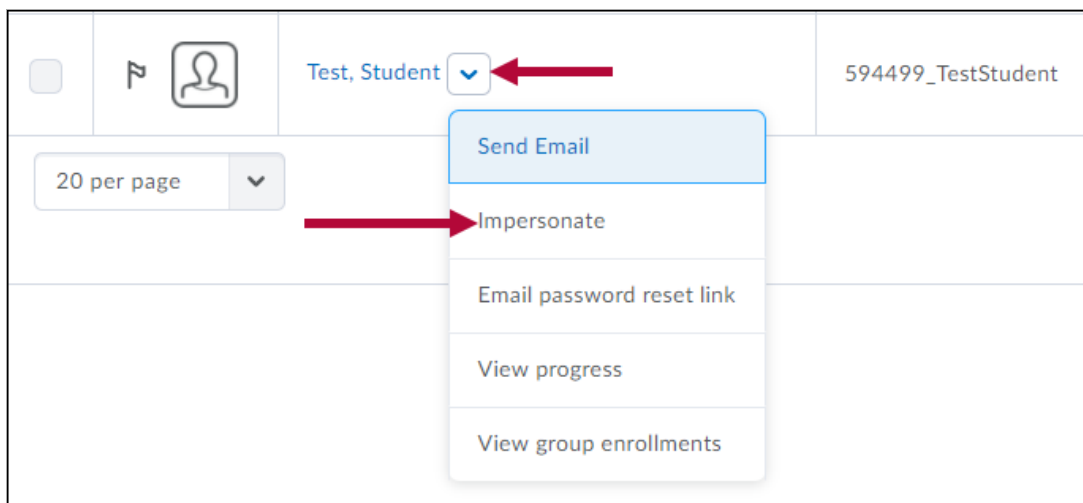 Test, Student
594499_TestStudent
Send Email
20 per page
Impersonate
Email password reset link
View progress
View group enrollments